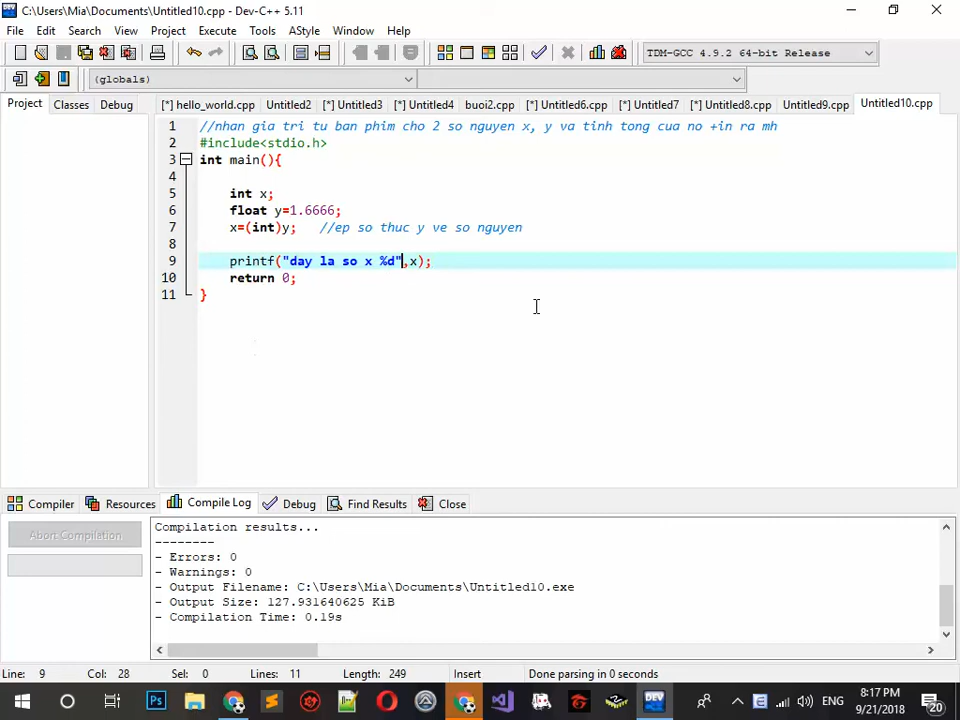 C:\Users\Mia\Documents\Untitled10.cpp - Dev-C++ 5.11
File Edit Search View Project Execute Tools AStyle Window Help
TDM-GCC 4.9.2 64-bit Release
(globals)
Project Classes Debug [*] hello_world.cpp Untitled2 [*] Untitled3 [*] Untitled4 buoi2.cpp [*] Untitled6.cpp [*] Untitled7 [*] Untitled8.cpp Untitled9.cpp Untitled10.cpp
1 //nhan gia tri tu ban phim cho 2 so nguyen x, y va tinh tong cua no +in ra mh
2 #include<stdio.h>
3 int main(){
4
5 int x;
6 float y=1.6666;
7 x=(int)y; //ep so thuc y ve so nguyen
8
9 printf("day la so x %d",x);
10 return 0;
11 }
Compiler Resources Compile Log Debug Find Results Close
Abort Compilation
Compilation results...
--------
- Errors: 0
- Warnings: 0
- Output Filename: C:\Users\Mia\Documents\Untitled10.exe
- Output Size: 127.931640625 KiB
- Compilation Time: 0.19s
Line: 9 Col: 28 Sel: 0 Lines: 11 Length: 249 Insert Done parsing in 0 seconds
Ps DEV ENG 8:17 PM
9/21/2018 20